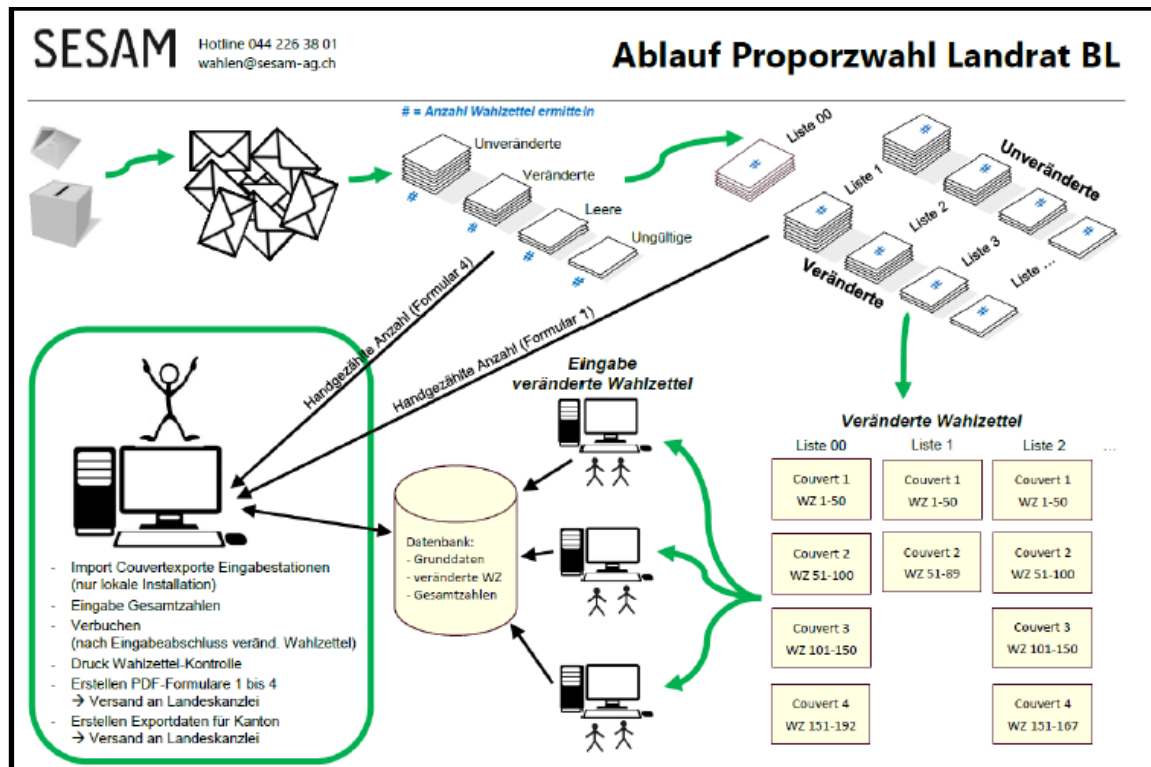 SESAM
Hotline 044 226 38 01
wahlen@sesam-ag.ch
Ablauf Proporzwahl Landrat BL
# = Anzahl Wahlzettel ermitteln
Unveränderte
#
Veränderte
#
Leere
#
Ungültige
#
Liste 00
#
Unveränderte
#
#
#
#
Liste 1
Liste 2
Liste 3
Liste ...
Veränderte
#
#
#
#
Handgezählte Anzahl (Formular 4)
Handgezählte Anzahl (Formular 1)
Eingabe
veränderte Wahlzettel
- Import Couvertexporte Eingabestationen
(nur lokale Installation)
- Eingabe Gesamtzahlen
- Verbuchen
(nach Eingabeabschluss veränd. Wahlzettel)
- Druck Wahlzettel-Kontrolle
- Erstellen PDF-Formulare 1 bis 4
→ Versand an Landeskanzlei
- Erstellen Exportdaten für Kanton
→ Versand an Landeskanzlei
Datenbank:
- Grunddaten
- veränderte WZ
- Gesamtzahlen
Veränderte Wahlzettel
Liste 00
Liste 1
Liste 2
...
Couvert 1
WZ 1-50
Couvert 1
WZ 1-50
Couvert 1
WZ 1-50
Couvert 2
WZ 51-100
Couvert 2
WZ 51-89
Couvert 2
WZ 51-100
Couvert 3
WZ 101-150
Couvert 3
WZ 101-150
Couvert 4
WZ 151-192
Couvert 4
WZ 151-167